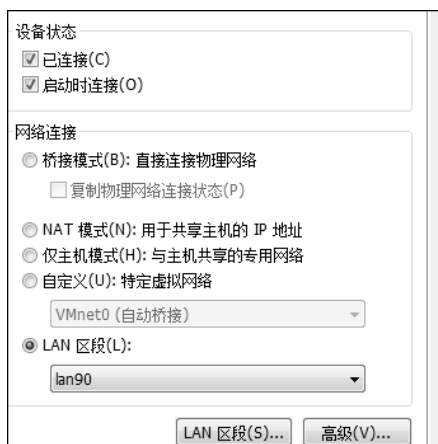 设备状态
已连接(C)
启动时连接(O)
网络连接
桥接模式(B): 直接连接物理网络
复制物理网络连接状态(P)
NAT 模式(N): 用于共享主机的 IP 地址
仅主机模式(H): 与主机共享的专用网络
自定义(U): 特定虚拟网络
VMnet0 (自动桥接)
LAN 区段(L):
lan90
LAN 区段(S)... 高级(V)...